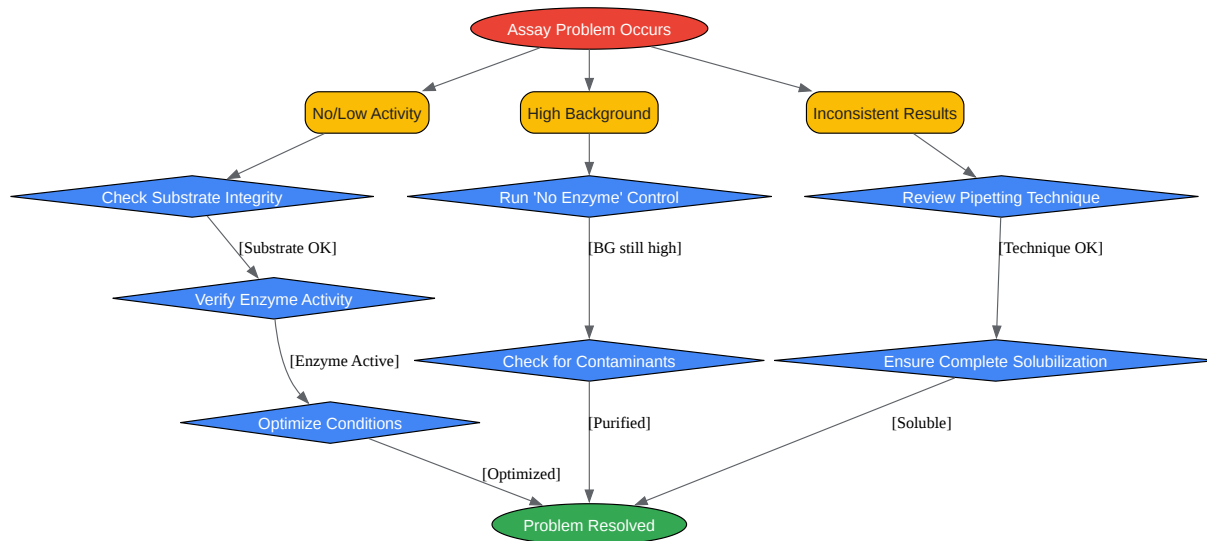 Assay Problem Occurs
No/Low Activity
High Background
Inconsistent Results
Check Substrate Integrity
Run 'No Enzyme' Control
Review Pipetting Technique
[Substrate OK]
[BG still high]
[Technique OK]
Verify Enzyme Activity
[Enzyme Active]
Check for Contaminants
Ensure Complete Solubilization
Optimize Conditions
[Purified]
[Soluble]
[Optimized]
Problem Resolved